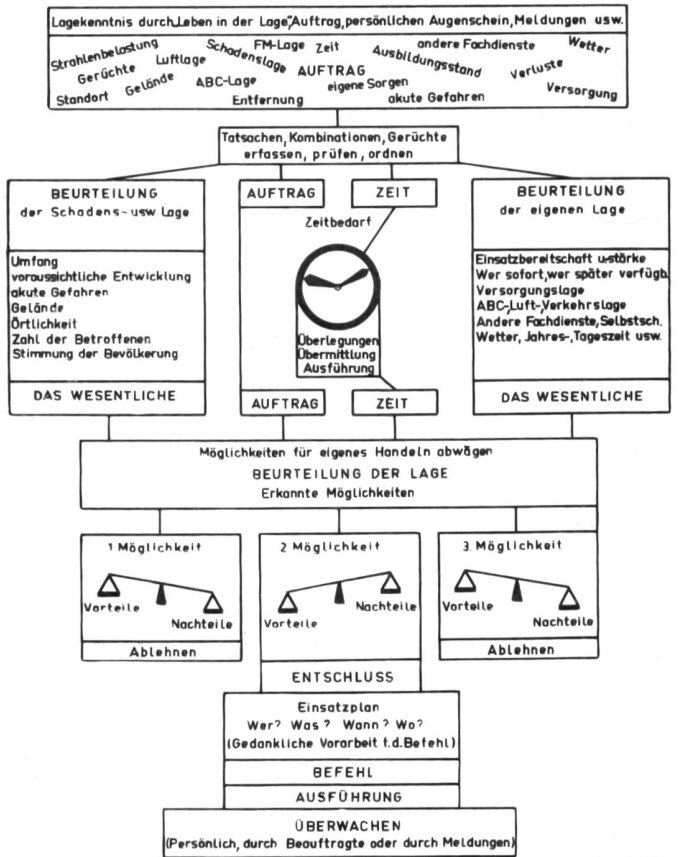 Lagekenntnis durch„Leben in der Lage”,Auftrag,persönlichen Augenschein,Meldungen usw.
Strahlenbelastung Schadenslage FM-Lage Zeit Ausbildungsstand andere Fachdienste Wetter
Gerüchte Luftlage AUFTRAG Verluste
Standort Gelände ABC-Lage eigene Sorgen Versorgung
Entfernung akute Gefahren
Tatsachen,Kombinationen,Gerüchte
erfassen, prüfen, ordnen
BEURTEILUNG
der Schadens-usw Lage
Umfang
voraussichtliche Entwicklung
akute Gefahren
Gelände
Örtlichkeit
Zahl der Betroffenen
Stimmung der Bevölkerung
DAS WESENTLICHE
AUFTRAG
ZEIT
Zeitbedarf
Überlegungen
Übermittlung
Ausführung
AUFTRAG
ZEIT
BEURTEILUNG
der eigenen Lage
Einsatzbereitschaft u-stärke
Wer sofort,wer später verfügb.
Versorgungslage
ABC-,Luft-,Verkehrslage
Andere Fachdienste,Selbstsch.
Wetter, Jahres-,Tageszeit usw.
DAS WESENTLICHE
Möglichkeiten für eigenes Handeln abwägen
BEURTEILUNG DER LAGE
Erkannte Möglichkeiten
1 Möglichkeit
Vorteile
Nachteile
Ablehnen
2 Möglichkeit
Vorteile
Nachteile
3. Möglichkeit
Vorteile
Nachteile
Ablehnen
ENTSCHLUSS
Einsatzplan
Wer? Was? Wann? Wo?
(Gedankliche Vorarbeit f.d.Befehl)
BEFEHL
AUSFÜHRUNG
ÜBERWACHEN
(Persönlich, durch Beauftragte oder durch Meldungen)